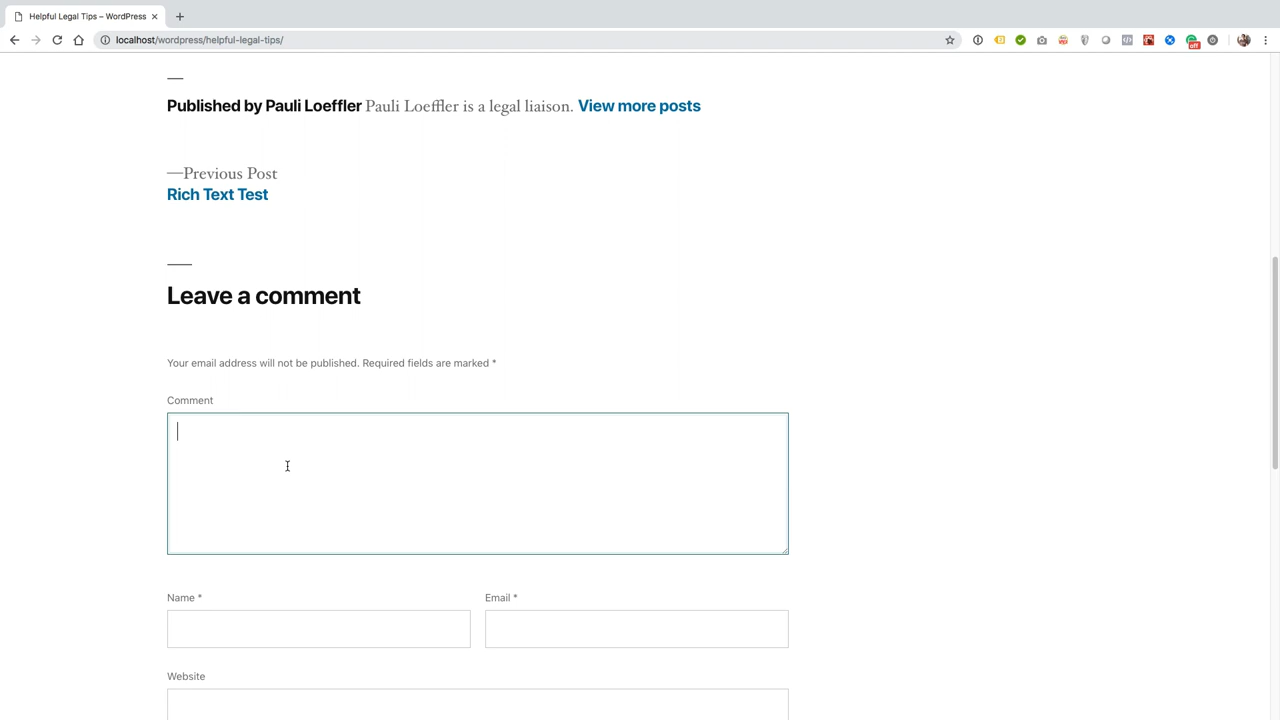 Helpful Legal Tips – WordPress
localhost/wordpress/helpful-legal-tips/
off
—
Published by Pauli Loeffler Pauli Loeffler is a legal liaison. View more posts
—Previous Post
Rich Text Test
Leave a comment
Your email address will not be published. Required fields are marked *
Comment
Name * Email *
Website